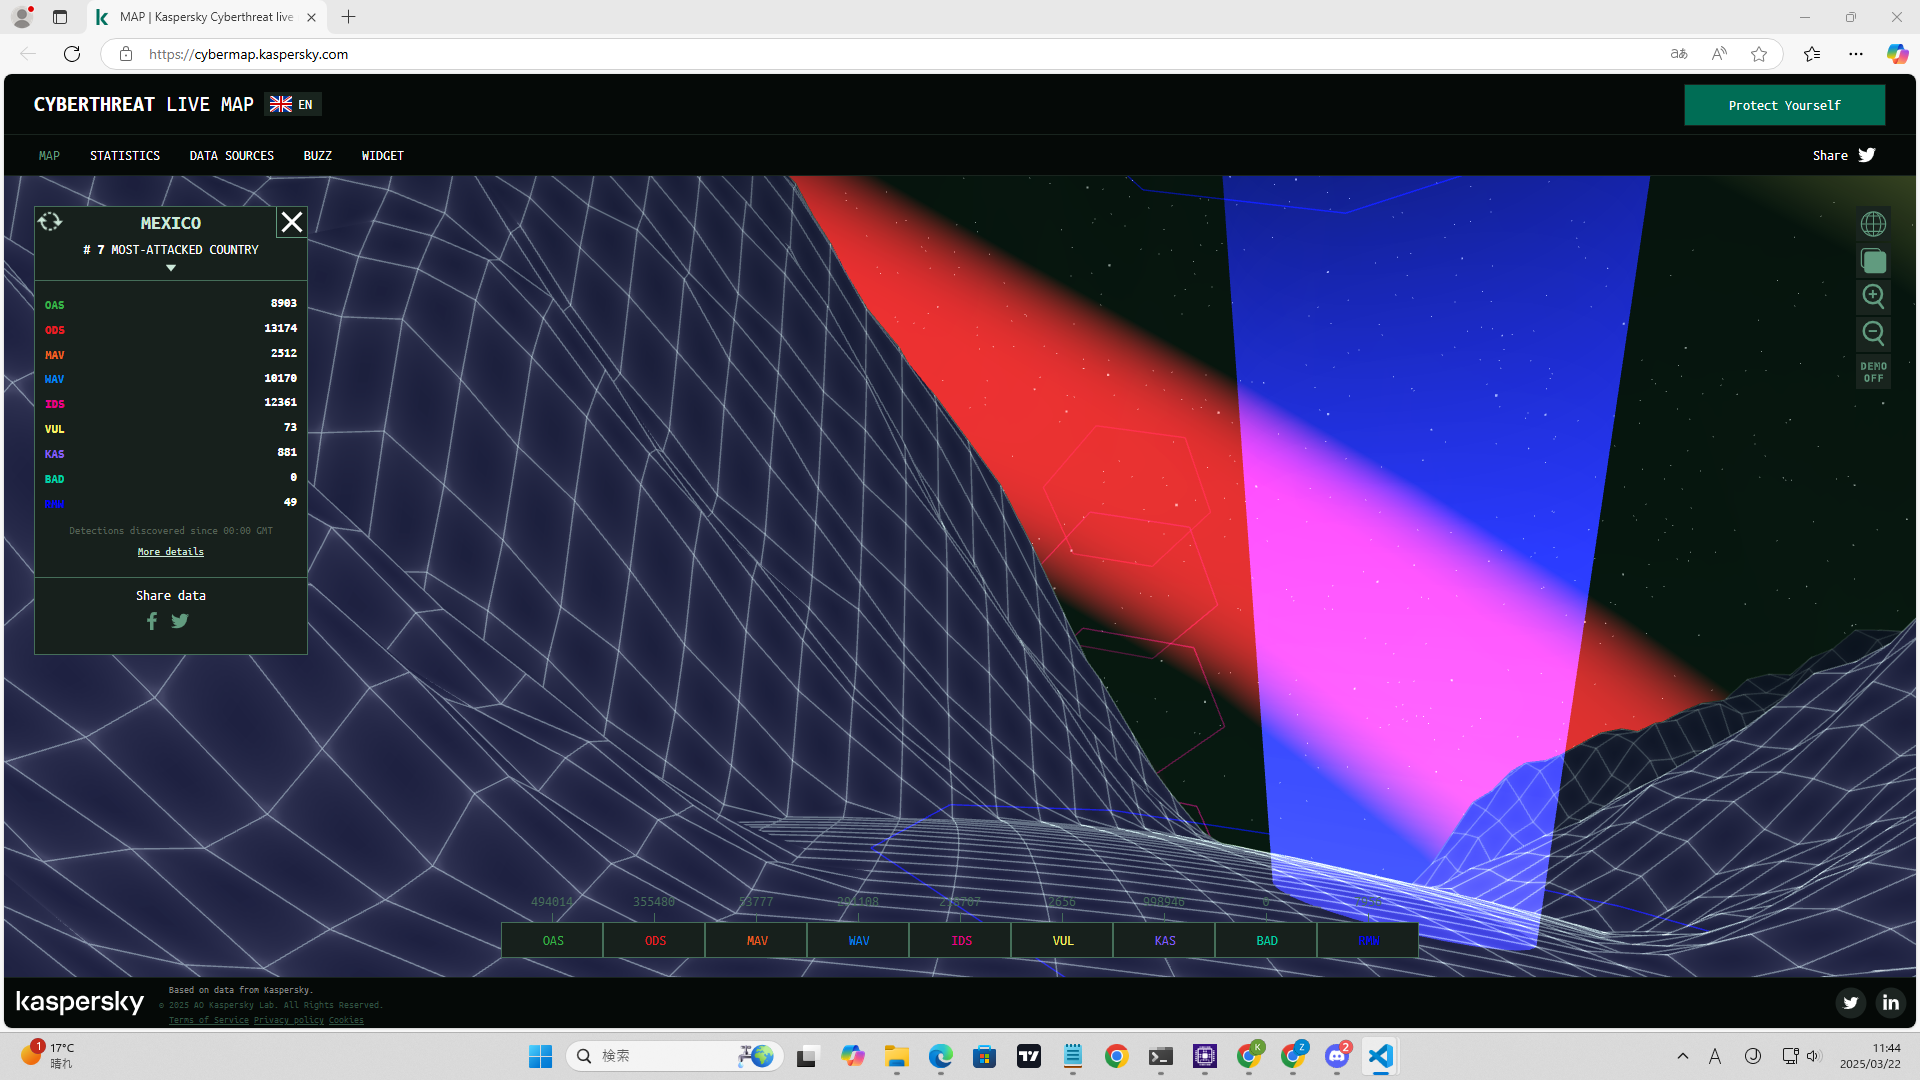 MAP | Kaspersky Cyberthreat live
https://cybermap.kaspersky.com
CYBERTHREAT LIVE MAP EN
Protect Yourself
MAP STATISTICS DATA SOURCES BUZZ WIDGET
Share
MEXICO
# 7 MOST-ATTACKED COUNTRY
OAS 8903
ODS 13174
MAV 2512
WAV 10170
IDS 12361
VUL 73
KAS 881
BAD 0
RMW 49
Detections discovered since 00:00 GMT
More details
Share data
DEMO
OFF
494014 355480 53777 2656 998946 0
OAS ODS MAV WAV IDS VUL KAS BAD RMW
kaspersky
Based on data from Kaspersky.
© 2025 AO Kaspersky Lab. All Rights Reserved.
Terms of Service Privacy policy Cookies
1
17°C
晴れ
検索
K
Z
2
A
11:44
2025/03/22